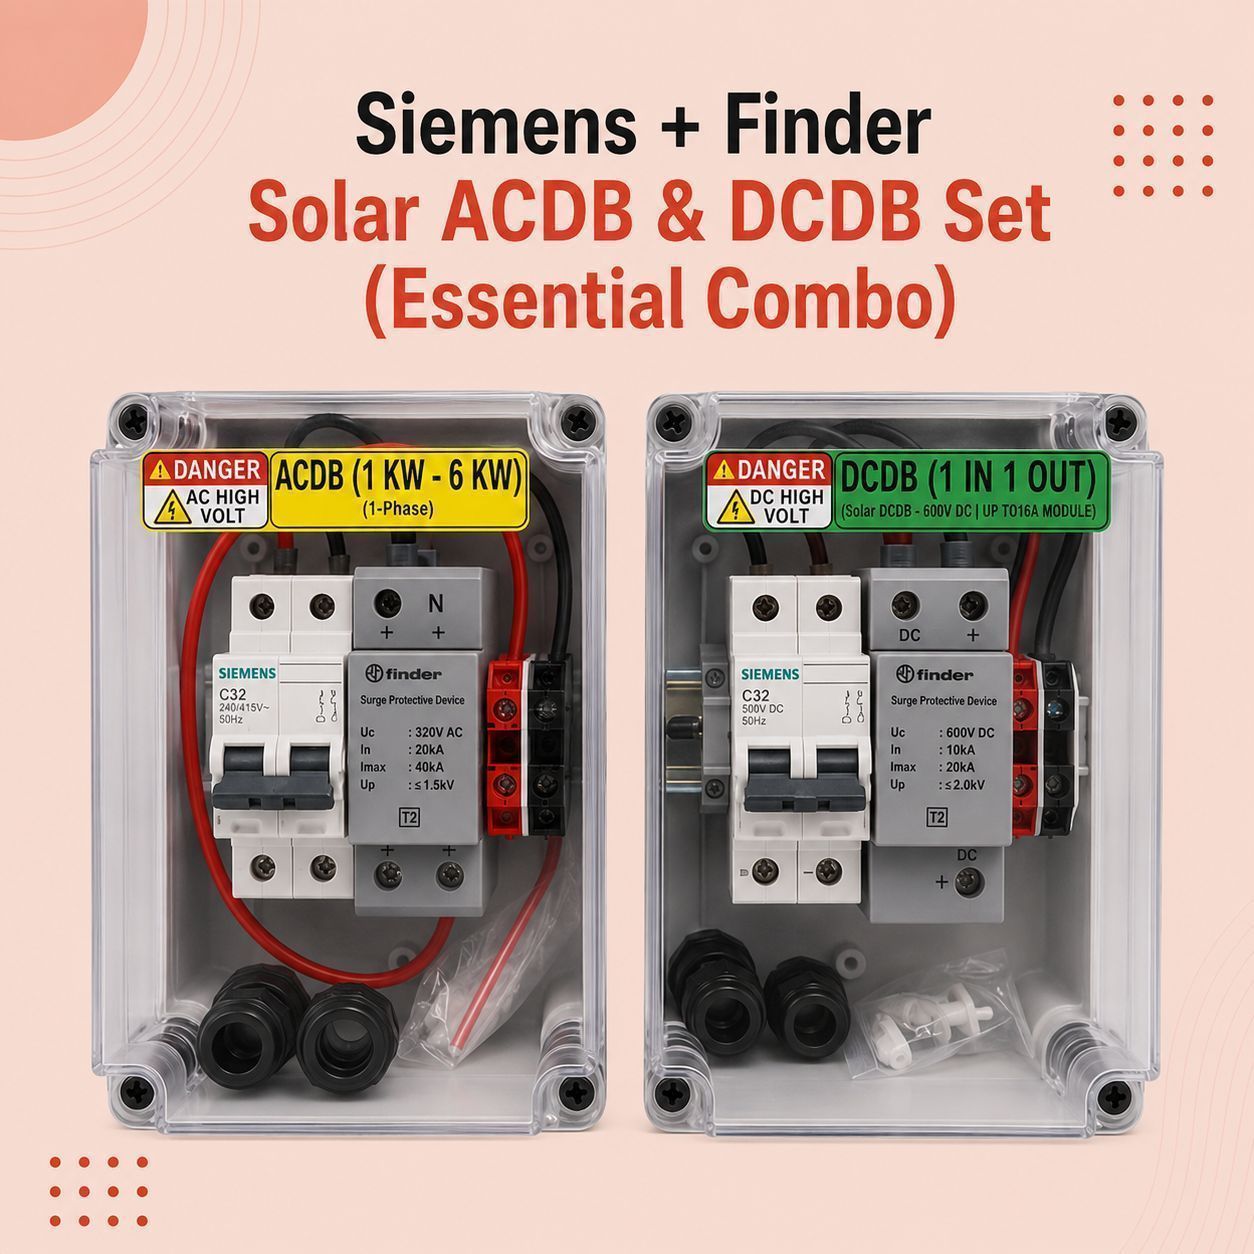 Siemens + Finder
Solar ACDB & DCDB Set
(Essential Combo)
DANGER
AC HIGH
VOLT
ACDB (1 KW - 6 KW)
(1-Phase)
N
+ +
SIEMENS
C32
240/415V~
50Hz
finder
Surge Protective Device
Uc : 320V AC
In : 20kA
Imax : 40kA
Up : ≤1.5kV
T2
+ +
DANGER
DC HIGH
VOLT
DCDB (1 IN 1 OUT)
(Solar DCDB - 600V DC | UP TO16A MODULE)
DC +
SIEMENS
C32
500V DC
50Hz
finder
Surge Protective Device
Uc : 600V DC
In : 10kA
Imax : 20kA
Up : ≤2.0kV
T2
DC
+
−